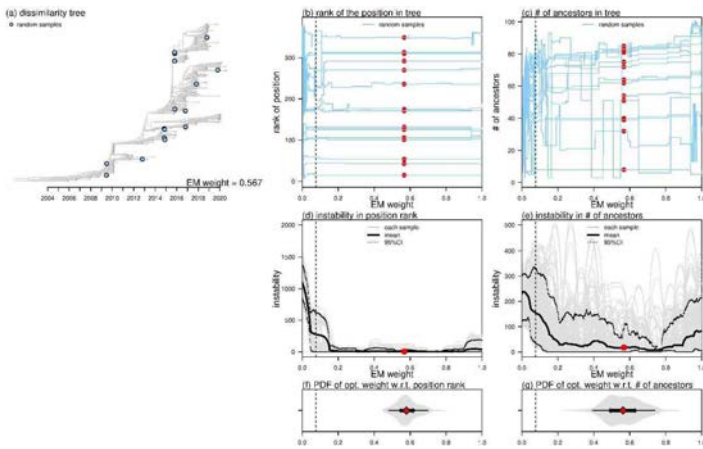 (a) dissimilarity tree
random samples
2004 2006 2008 2010 2012 2014 2016 2018 2020
EM weight = 0.567
(b) rank of the position in tree
random samples
rank of position
0 100 200 300
0.0 0.2 0.4 0.6 0.8 1.0
EM weight
(c) # of ancestors in tree
random samples
# of ancestors
0 20 40 60 80 100
0.0 0.2 0.4 0.6 0.8 1.0
EM weight
(d) instability in position rank
each sample
mean
instability
0 500 1000 1500 2000
0.0 0.2 0.4 0.6 0.8 1.0
EM weight
(e) instability in # of ancestors
each sample
mean
instability
0 100 200 300 400 500
0.0 0.2 0.4 0.6 0.8 1.0
EM weight
(f) PDF of opt. weight w.r.t. position rank
0.0 0.2 0.4 0.6 0.8 1.0
(g) PDF of opt. weight w.r.t. # of ancestors
0.0 0.2 0.4 0.6 0.8 1.0